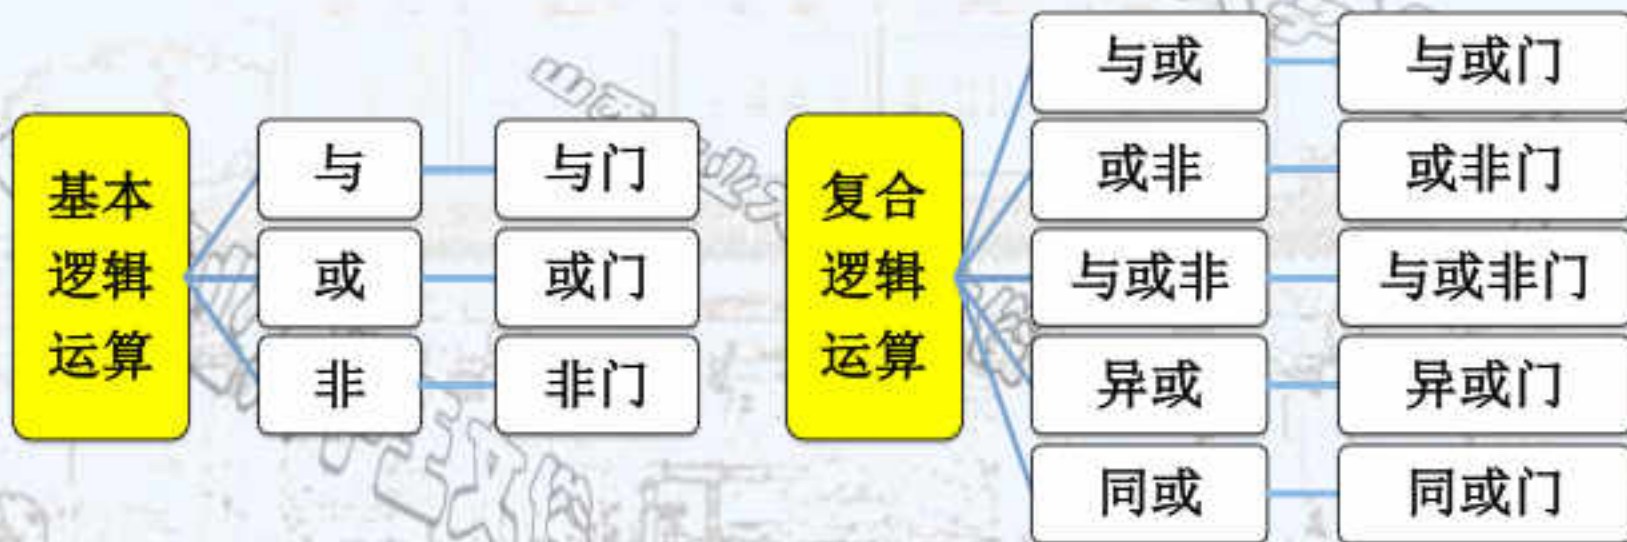 基本
逻辑
运算
与
与门
或
或门
非
非门
复合
逻辑
运算
与或
与或门
或非
或非门
与或非
与或非门
异或
异或门
同或
同或门